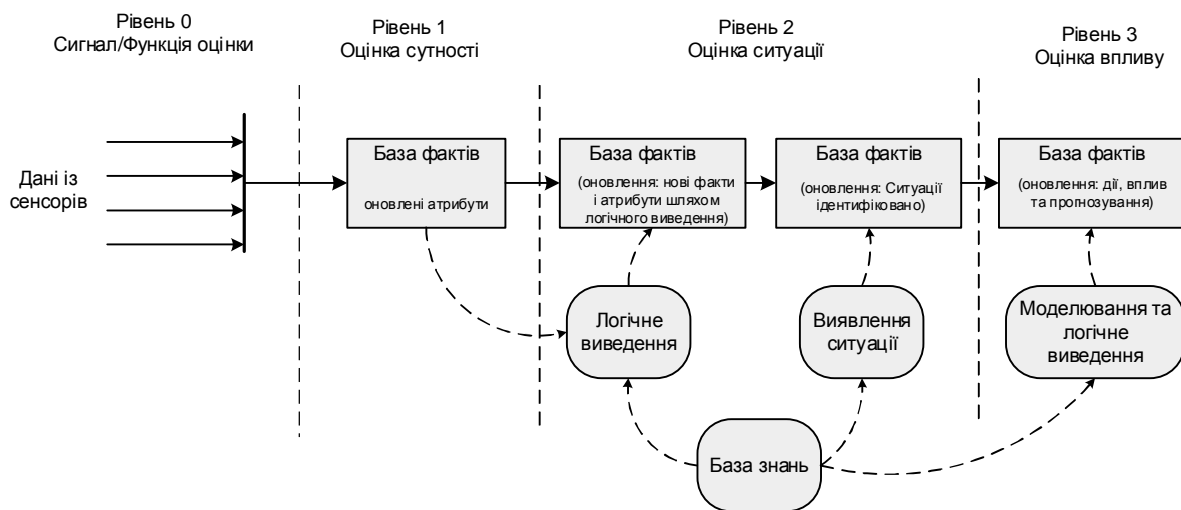 Рівень 0
Сигнал/Функція оцінки
Рівень 1
Оцінка сутності
Рівень 2
Оцінка ситуації
Рівень 3
Оцінка впливу
Дані із
сенсорів
База фактів
оновлені атрибути
База фактів
(оновлення: нові факти
і атрибути шляхом
логічного виведення)
База фактів
(оновлення: Ситуації
ідентифіковано)
База фактів
(оновлення: дії, вплив
та прогнозування)
Логічне
виведення
Виявлення
ситуації
Моделювання та
логічне
виведення
База знань